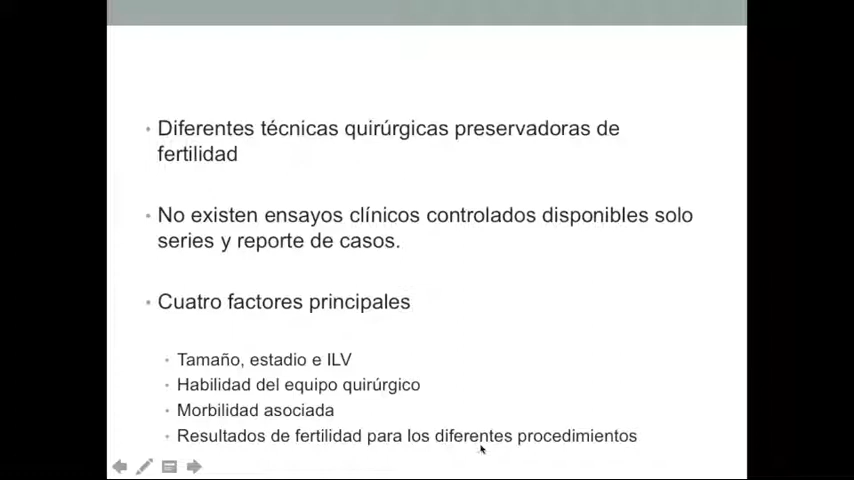 Diferentes técnicas quirúrgicas preservadoras de
fertilidad
No existen ensayos clínicos controlados disponibles solo
series y reporte de casos.
Cuatro factores principales
Tamaño, estadio e ILV
Habilidad del equipo quirúrgico
Morbilidad asociada
Resultados de fertilidad para los diferentes procedimientos